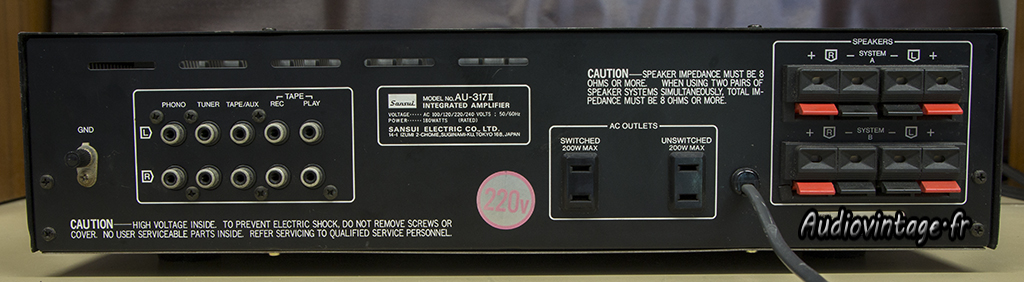 GND
PHONO TUNER TAPE/AUX REC TAPE PLAY
L
R
CAUTION — HIGH VOLTAGE INSIDE. TO PREVENT ELECTRIC SHOCK, DO NOT REMOVE SCREWS OR
COVER. NO USER SERVICEABLE PARTS INSIDE. REFER SERVICING TO QUALIFIED SERVICE PERSONNEL.
Sansui
MODEL NO. AU-317II
INTEGRATED AMPLIFIER
VOLTAGE ····· AC 100/120/220/240 VOLTS : 50/60Hz
POWER ······ 180WATTS (RATED)
SANSUI ELECTRIC CO., LTD.
14-1 IZUMI 2-CHOME, SUGINAMI-KU, TOKYO 168, JAPAN
220v
CAUTION — SPEAKER IMPEDANCE MUST BE 8
OHMS OR MORE. WHEN USING TWO PAIRS OF
SPEAKER SYSTEMS SIMULTANEOUSLY, TOTAL IM-
PEDANCE MUST BE 8 OHMS OR MORE.
AC OUTLETS
SWITCHED
200W MAX
UNSWITCHED
200W MAX
SPEAKERS
+ R − SYSTEM A − L +
+ R − SYSTEM B − L +
Audiovintage.fr